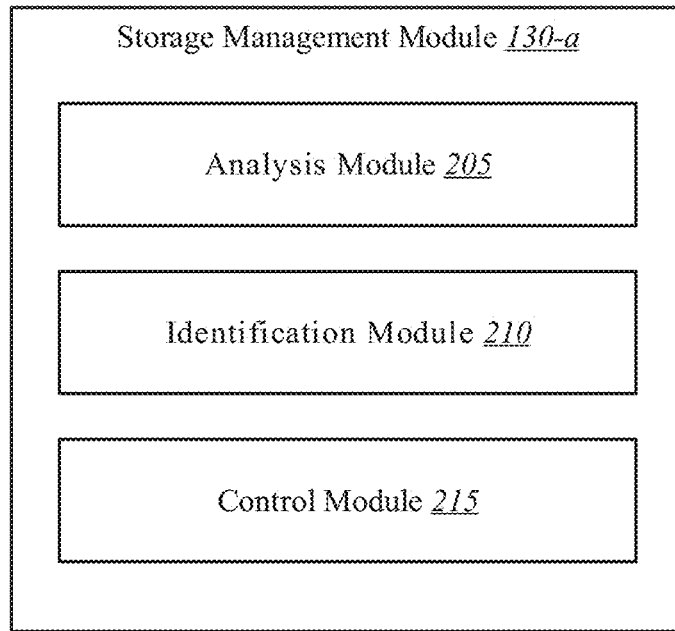 Storage Management Module 130-a
Analysis Module 205
Identification Module 210
Control Module 215